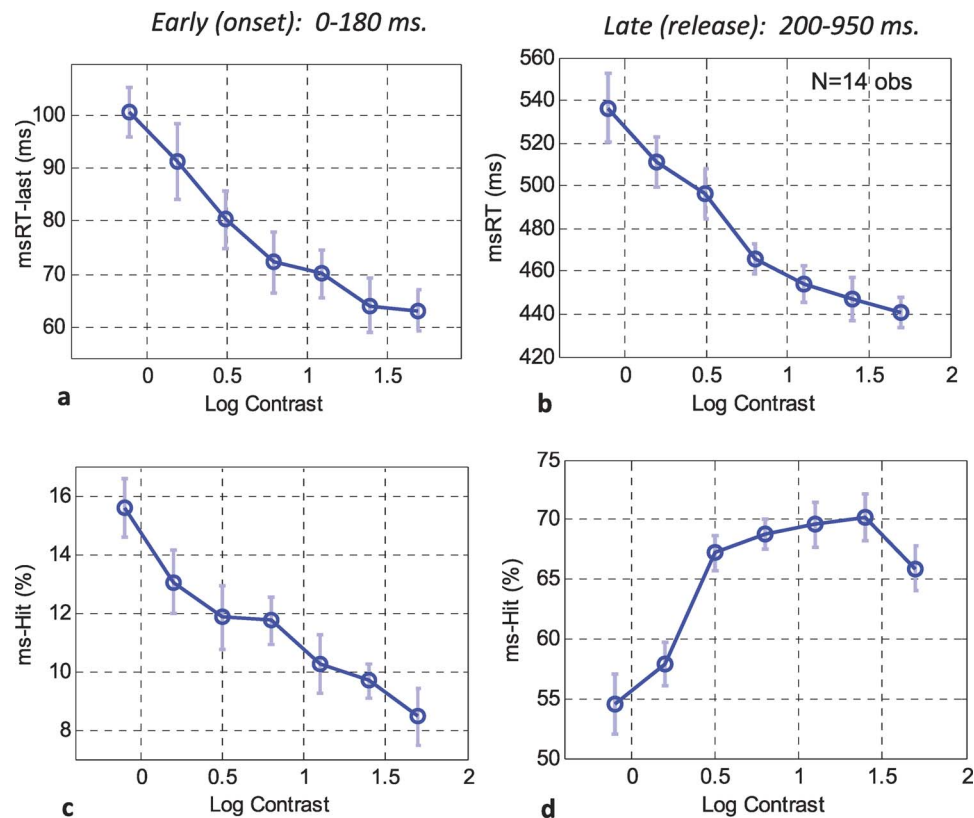 Early (onset): 0-180 ms.
Late (release): 200-950 ms.
msRT-last (ms)
100
90
80
70
60
0
0.5
1
1.5
Log Contrast
a
msRT (ms)
560
540
520
500
480
460
440
420
N=14 obs
0
0.5
1
1.5
2
Log Contrast
b
ms-Hit (%)
16
14
12
10
8
0
0.5
1
1.5
2
Log Contrast
c
ms-Hit (%)
75
70
65
60
55
50
0
0.5
1
1.5
2
Log Contrast
d